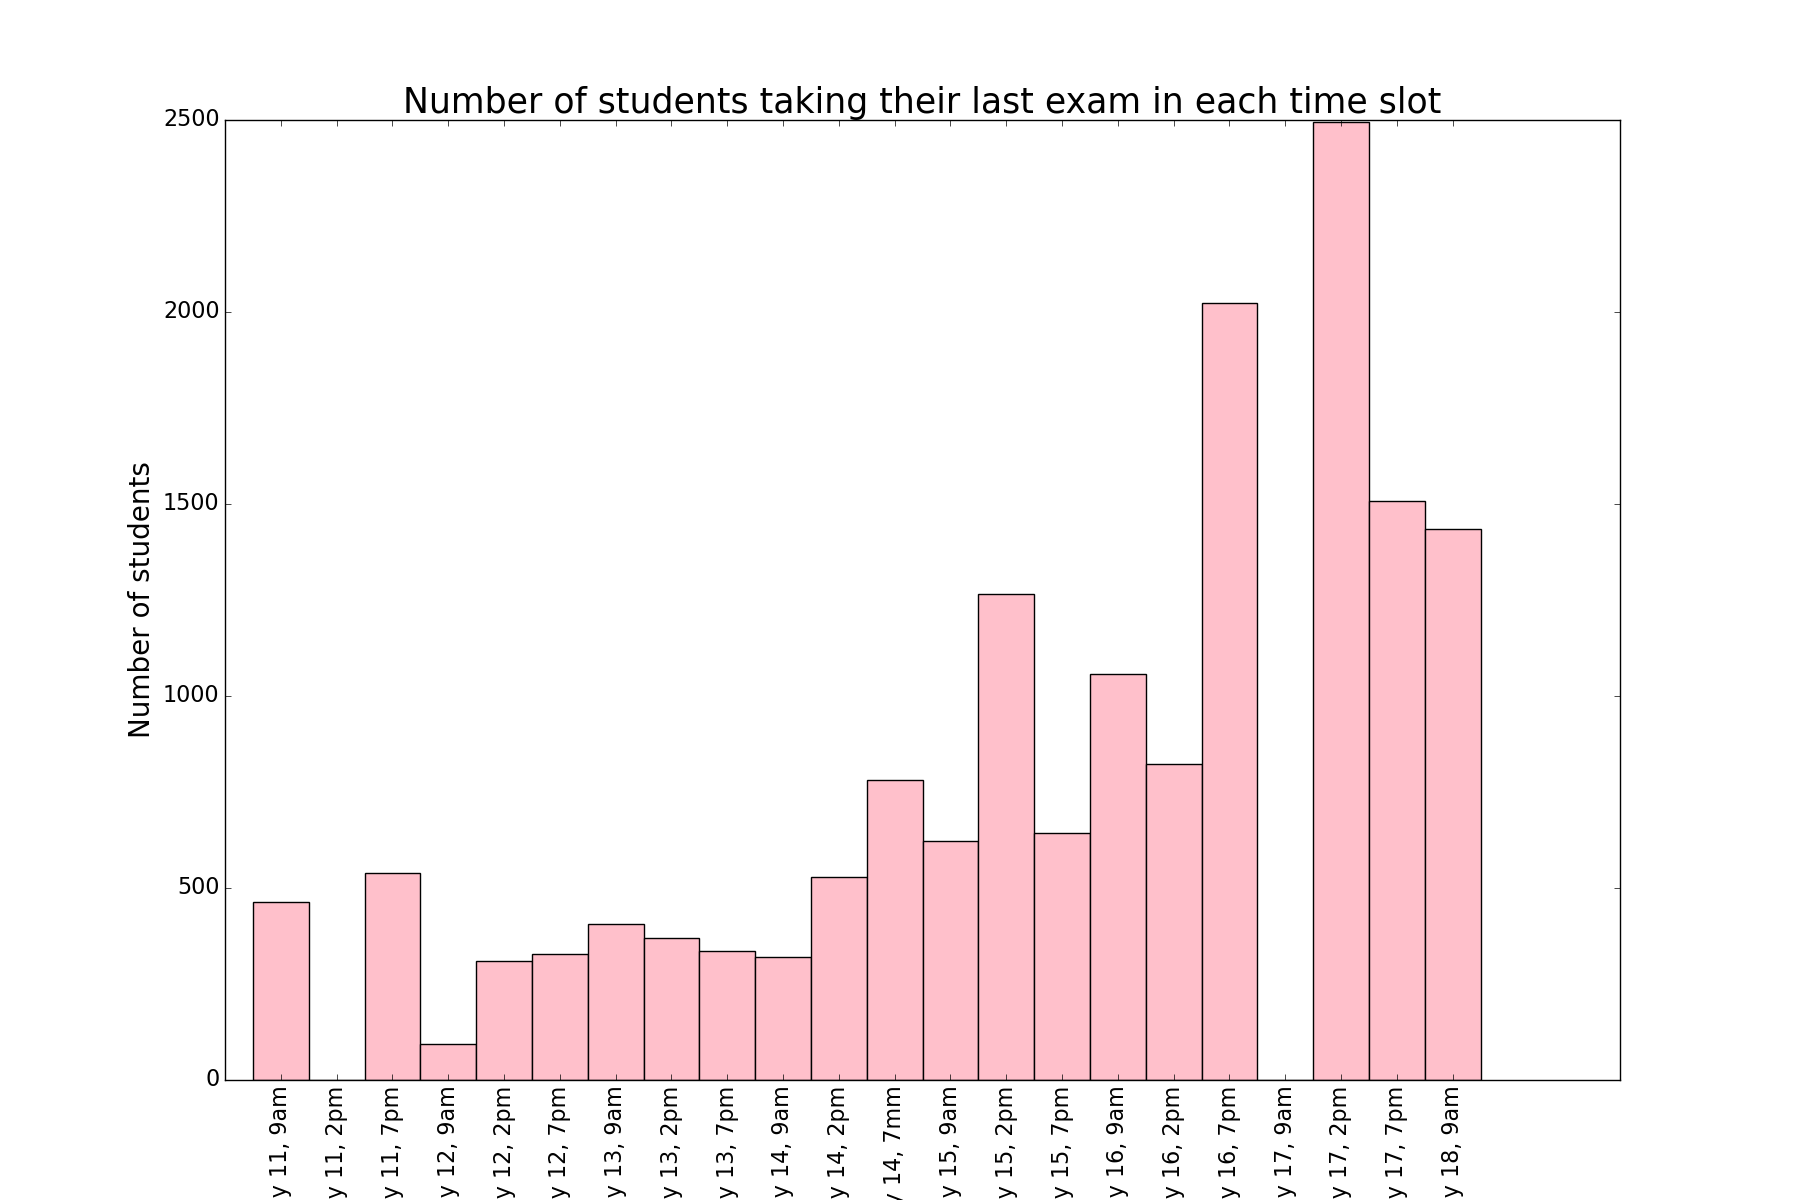 Number of students taking their last exam in each time slot
Number of students
2500
2000
1500
1000
500
0
y 11, 9am
y 11, 2pm
y 11, 7pm
y 12, 9am
y 12, 2pm
y 12, 7pm
y 13, 9am
y 13, 2pm
y 13, 7pm
y 14, 9am
y 14, 2pm
y 14, 7mm
y 15, 9am
y 15, 2pm
y 15, 7pm
y 16, 9am
y 16, 2pm
y 16, 7pm
y 17, 9am
y 17, 2pm
y 17, 7pm
y 18, 9am